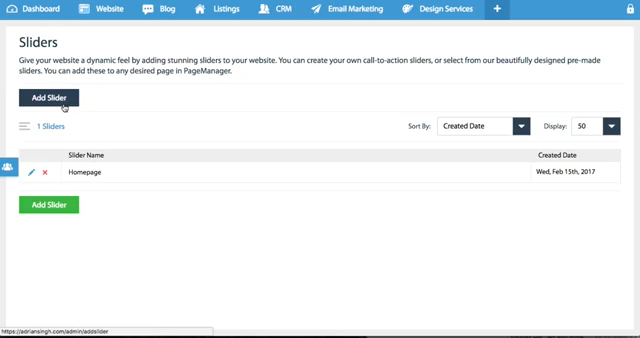 Dashboard Website Blog Listings CRM Email Marketing Design Services +
Sliders
Give your website a dynamic feel by adding stunning sliders to your website. You can create your own call-to-action sliders, or select from our beautifully designed pre-made
sliders. You can add these to any desired page in PageManager.
Add Slider
1 Sliders Sort By: Created Date Display: 50
Slider Name Created Date
Homepage Wed, Feb 15th, 2017
Add Slider
https://adriansingh.com/admin/addslider